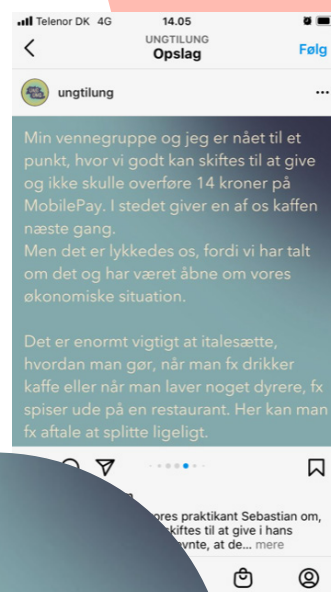 Telenor DK 4G 14.05
UNGTILUNG
Opslag
Følg
ungtilung
Min vennegruppe og jeg er nået til et
punkt, hvor vi godt kan skiftes til at give
og ikke skulle overføre 14 kroner på
MobilePay. I stedet giver en af os kaffen
næste gang.
Men det er lykkedes os, fordi vi har talt
om det og har været åbne om vores
økonomiske situation.
Det er enormt vigtigt at italesætte,
hvordan man gør, når man fx drikker
kaffe eller når man laver noget dyrere, fx
spiser ude på en restaurant. Her kan man
fx aftale at splitte ligeligt.
praktikant Sebastian om,
skiftes til at give i hans
at de... mere